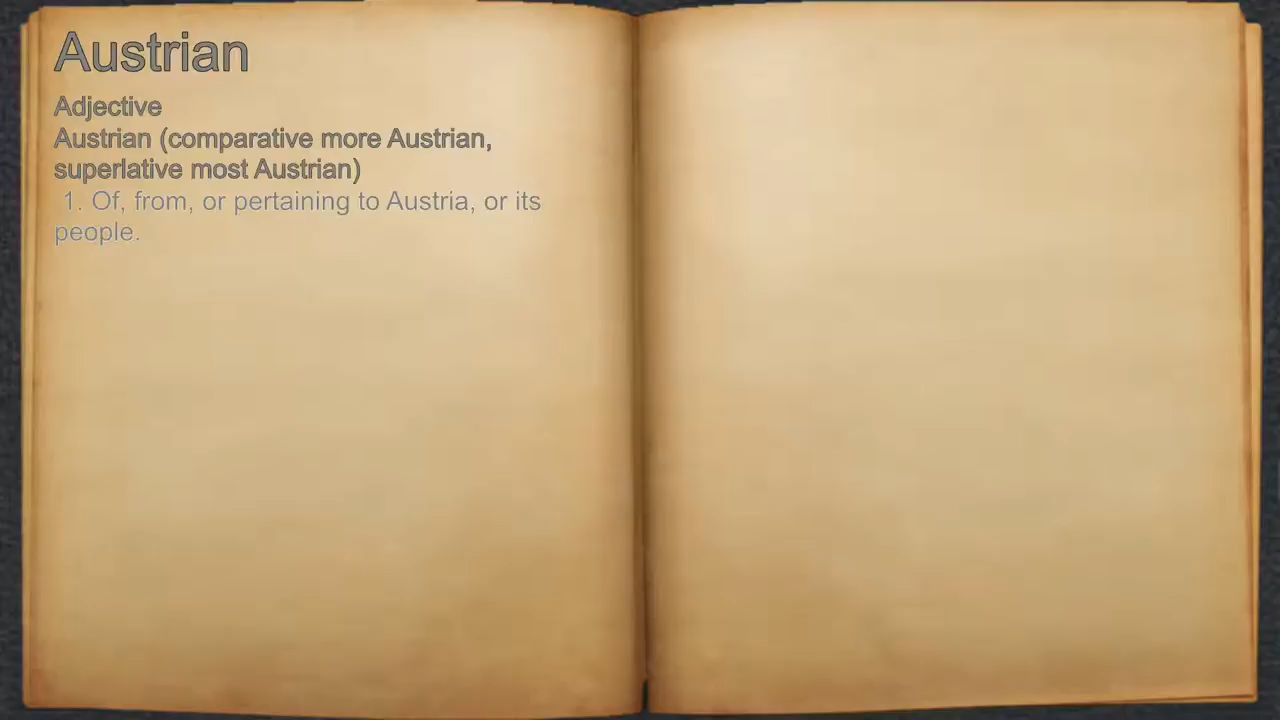 Austrian
Adjective
Austrian (comparative more Austrian,
superlative most Austrian)
1. Of, from, or pertaining to Austria, or its
people.